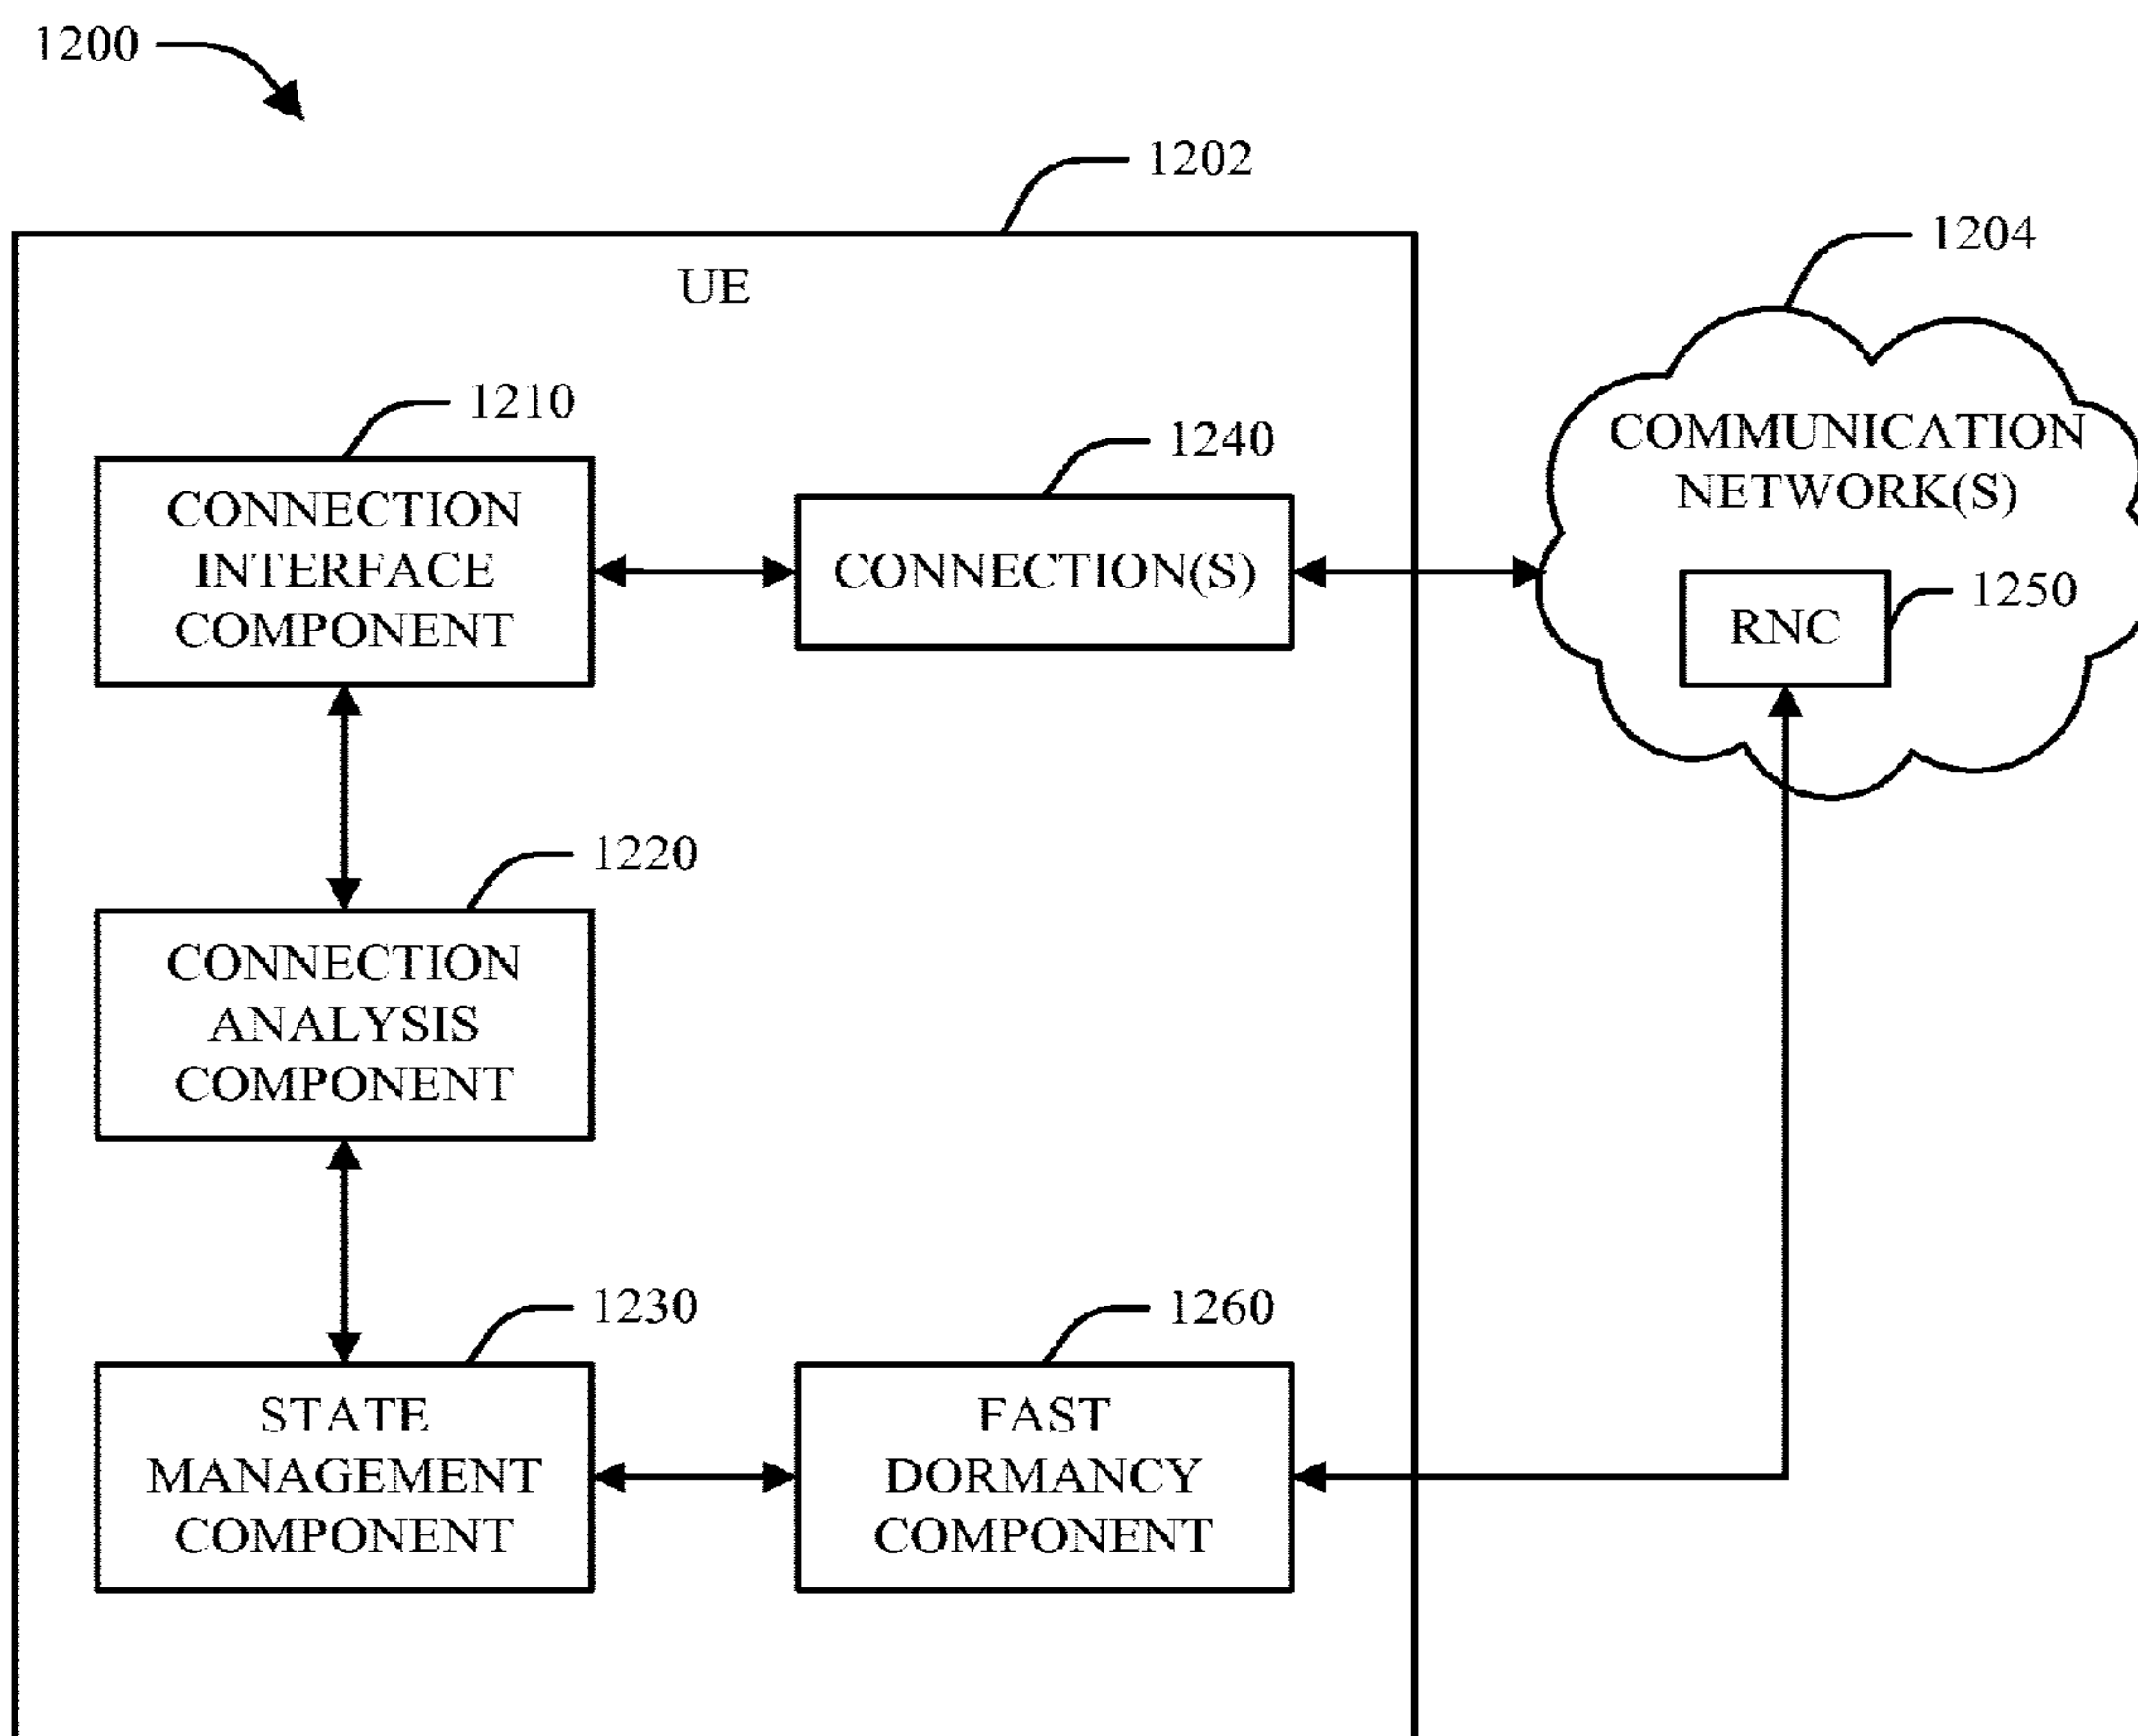 1200
1202
1204
UE
1210
1240
COMMUNICATION
NETWORK(S)
CONNECTION
INTERFACE
COMPONENT
CONNECTION(S)
RNC
1250
1220
CONNECTION
ANALYSIS
COMPONENT
1230
1260
STATE
MANAGEMENT
COMPONENT
FAST
DORMANCY
COMPONENT